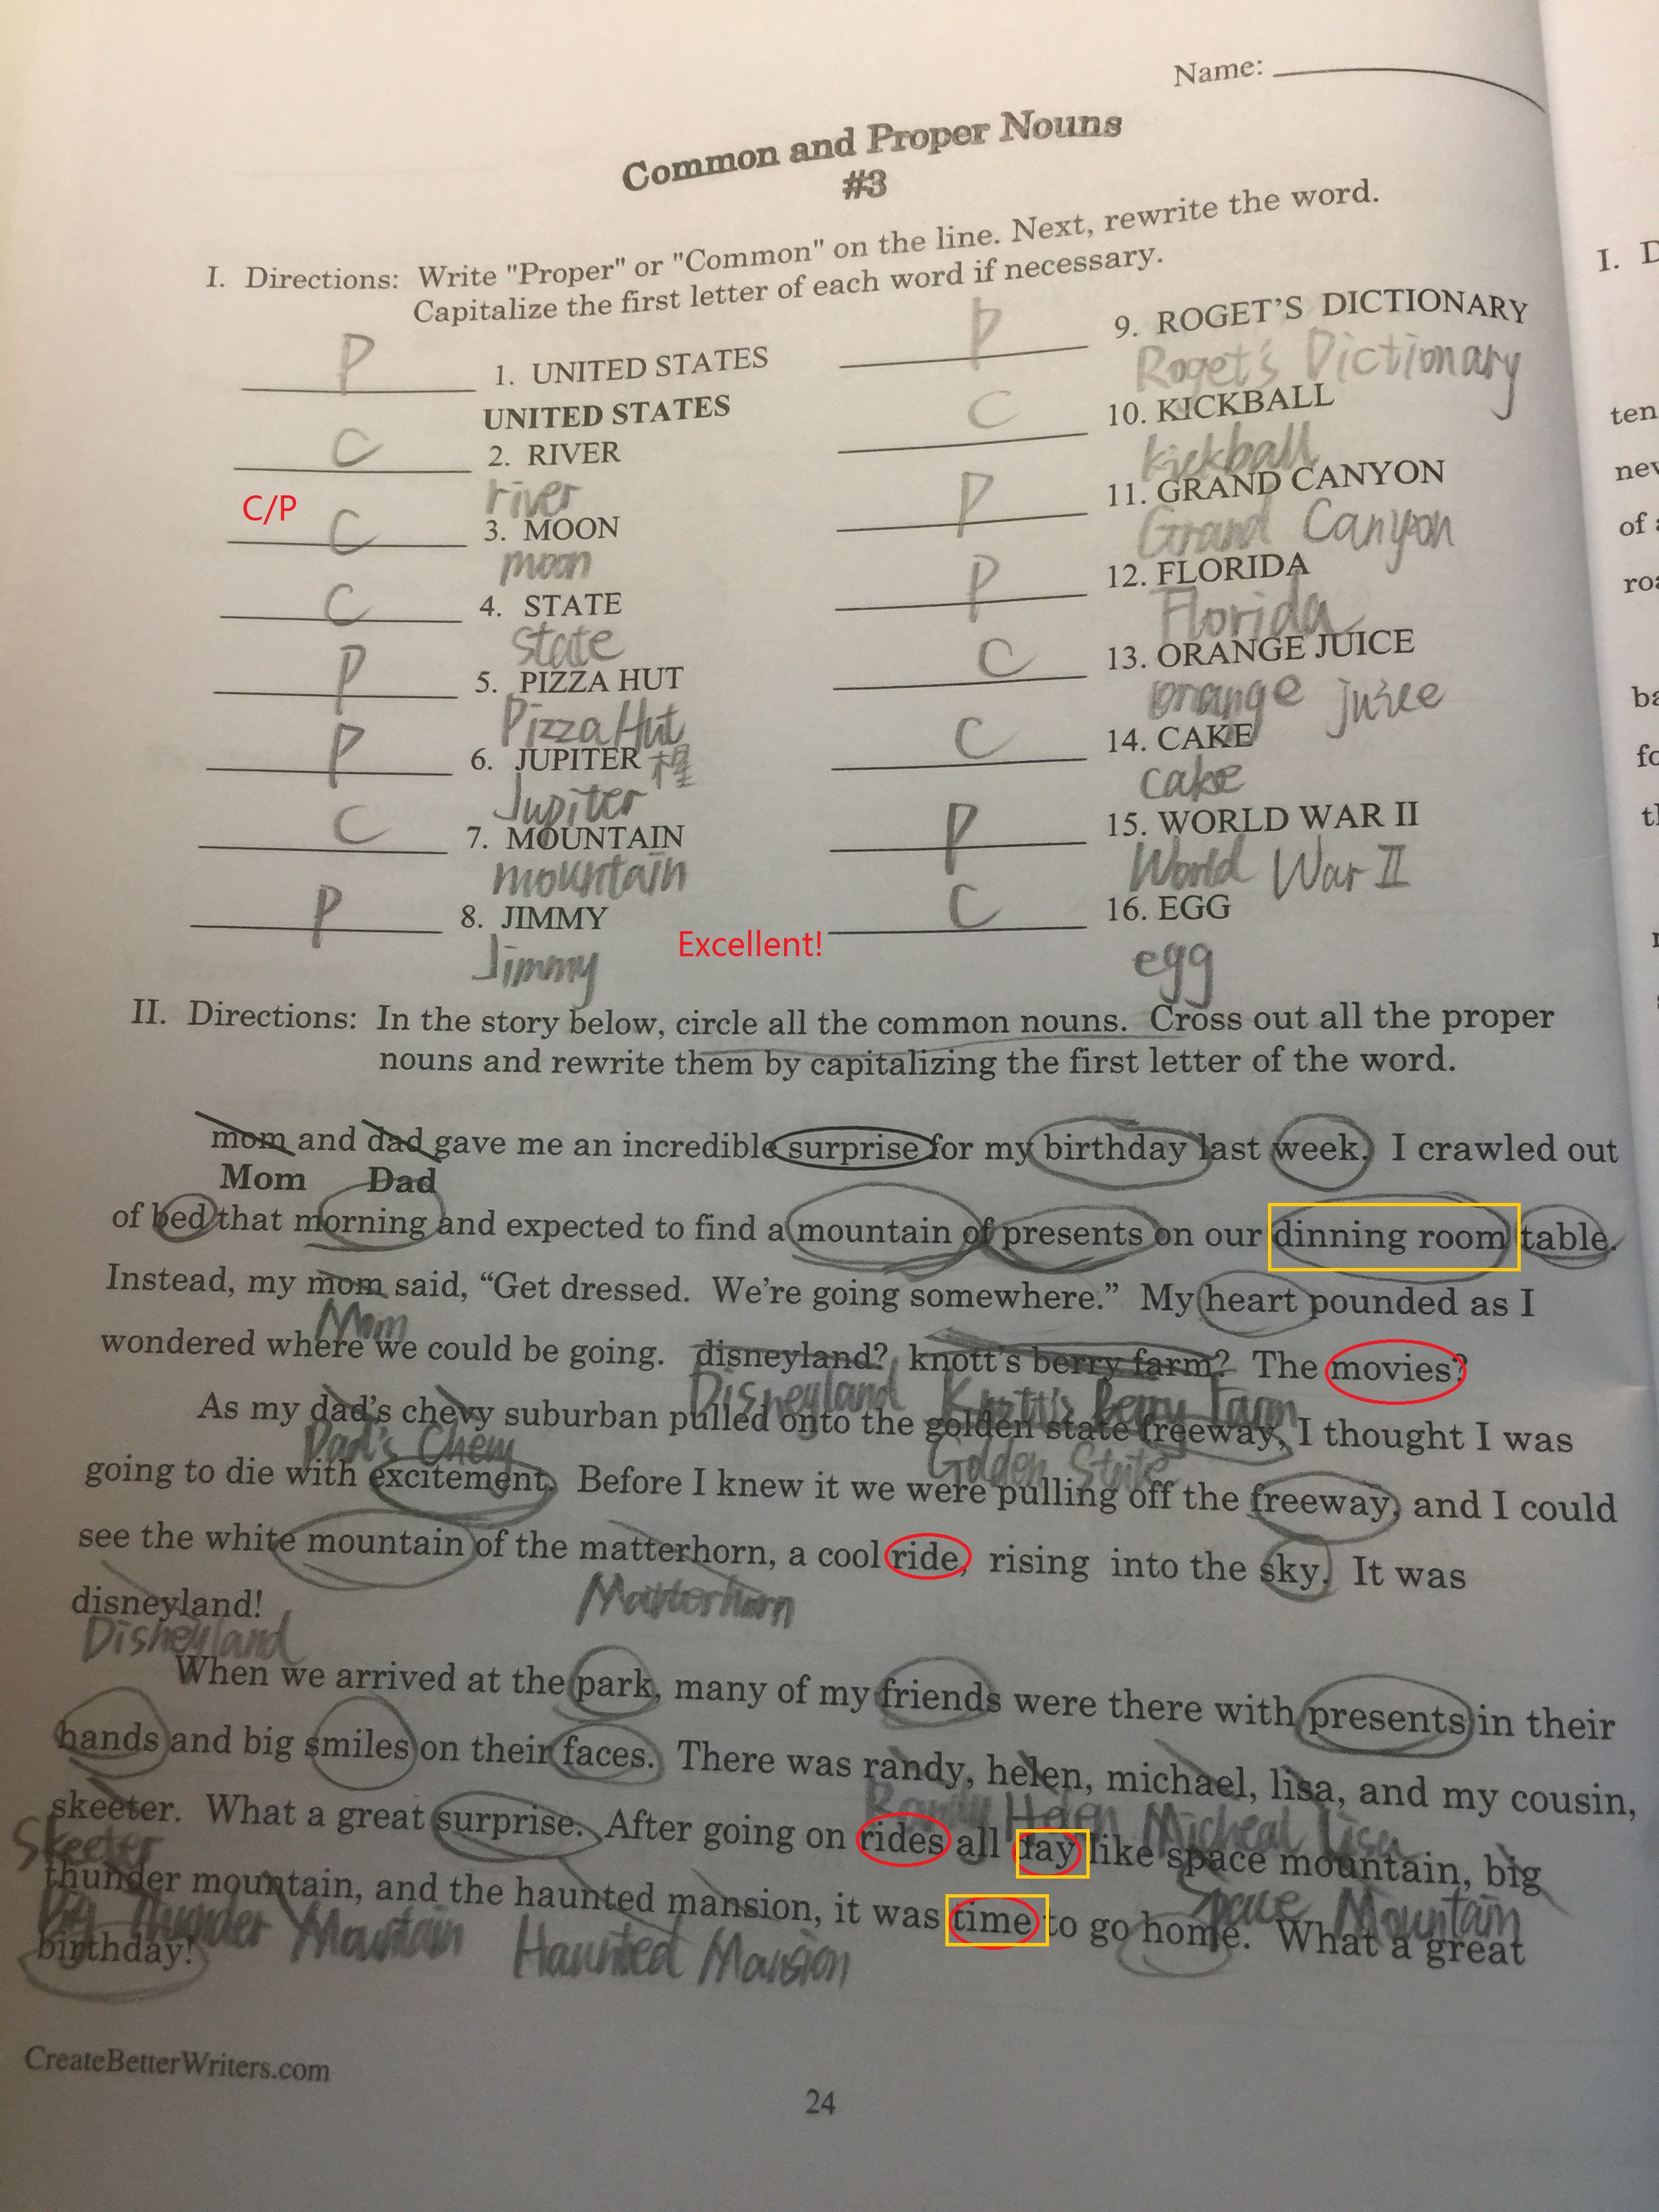 Name:
Common and Proper Nouns
#3
I. Directions: Write "Proper" or "Common" on the line. Next, rewrite the word.
Capitalize the first letter of each word if necessary.
P 1. UNITED STATES
UNITED STATES
C 2. RIVER
river
C/P C 3. MOON
moon
C 4. STATE
state
P 5. PIZZA HUT
Pizza Hut
P 6. JUPITER
Jupiter
C 7. MOUNTAIN
mountain
P 8. JIMMY
Jimmy
P 9. ROGET'S DICTIONARY
Roget's Dictionary
C 10. KICKBALL
kickball
P 11. GRAND CANYON
Grand Canyon
P 12. FLORIDA
Florida
C 13. ORANGE JUICE
orange juice
C 14. CAKE
cake
P 15. WORLD WAR II
World War II
C 16. EGG
Excellent!
egg
II. Directions: In the story below, circle all the common nouns. Cross out all the proper
nouns and rewrite them by capitalizing the first letter of the word.
mom and dad gave me an incredible surprise for my birthday last week. I crawled out
Mom Dad
of bed that morning and expected to find a mountain of presents on our dinning room table.
Instead, my mom said, “Get dressed. We're going somewhere.” My heart pounded as I
Mom
wondered where we could be going. disneyland? knott's berry farm? The movies?
Disneyland Knott's Berry Farm
As my dad's chevy suburban pulled onto the golden state freeway, I thought I was
Dad's Chevy Golden State
going to die with excitement. Before I knew it we were pulling off the freeway, and I could
see the white mountain of the matterhorn, a cool ride, rising into the sky. It was
Matterhorn
disneyland!
Disneyland
When we arrived at the park, many of my friends were there with presents in their
hands and big smiles on their faces. There was randy, helen, michael, lisa, and my cousin,
Randy Helen Micheal Lisa
skeeter. What a great surprise. After going on rides all day like space mountain, big
Skeeter Space Mountain
thunder mountain, and the haunted mansion, it was time to go home. What a great
Big Thunder Mountain Haunted Mansion
birthday!
CreateBetterWriters.com
24
I. D
ten
nev
of
roa
ba
fo